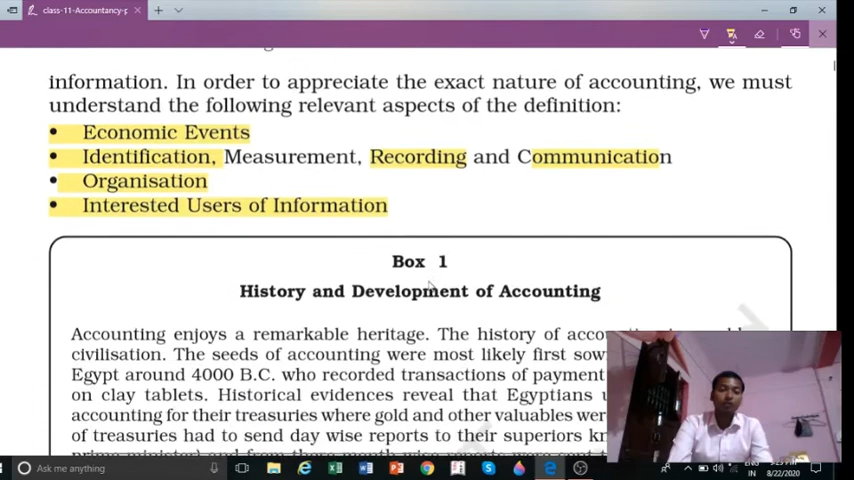 class-11-Accountancy-p
information. In order to appreciate the exact nature of accounting, we must
understand the following relevant aspects of the definition:
• Economic Events
• Identification, Measurement, Recording and Communication
• Organisation
• Interested Users of Information
Box 1
History and Development of Accounting
Accounting enjoys a remarkable heritage. The history of
civilisation. The seeds of accounting were most likely first
Egypt around 4000 B.C. who recorded transactions of payment
on clay tablets. Historical evidences reveal that Egyptians
accounting for their treasuries where gold and other valuables
of treasuries had to send day wise reports to their superiors
Ask me anything
ENG
IN
8/22/2020